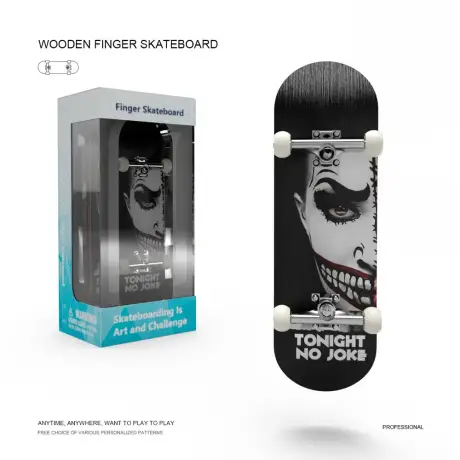 WOODEN FINGER SKATEBOARD
Finger Skateboard
TONIGHT
NO JOKE
WARNING
Skateboarding Is
Art and Challenge
TONIGHT
NO JOKE
ANYTIME, ANYWHERE, WANT TO PLAY TO PLAY
FREE CHOICE OF VARIOUS PERSONALIZED PATTERNS
PROFESSIONAL